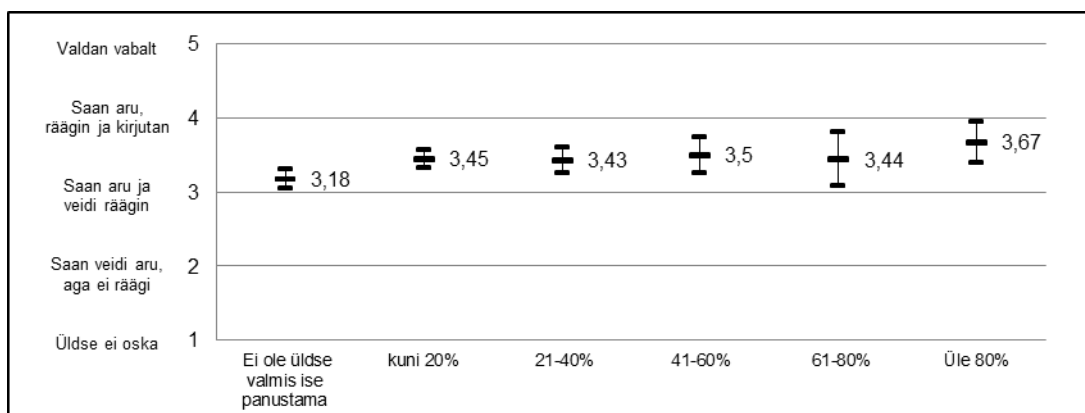 Valdan vabalt 5
Saan aru,
räägin ja kirjutan 4
Saan aru ja
veidi räägin 3
Saan veidi aru,
aga ei räägi 2
Üldse ei oska 1
3,18
3,45
3,43
3,5
3,44
3,67
Ei ole üldse
valmis ise
panustama
kuni 20%
21-40%
41-60%
61-80%
Üle 80%